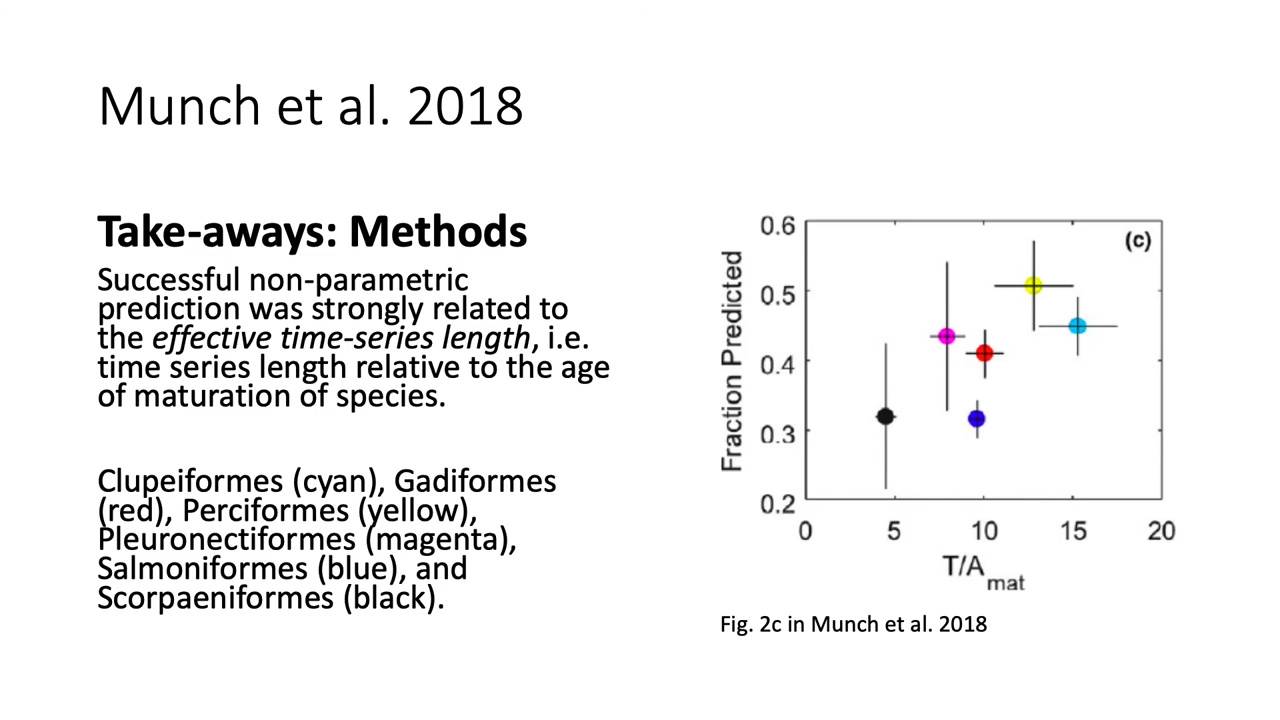 Munch et al. 2018
Take-aways: Methods
Successful non-parametric
prediction was strongly related to
the effective time-series length, i.e.
time series length relative to the age
of maturation of species.
Clupeiformes (cyan), Gadiformes
(red), Perciformes (yellow),
Pleuronectiformes (magenta),
Salmoniformes (blue), and
Scorpaeniformes (black).
(c)
Fraction Predicted
0.6
0.5
0.4
0.3
0.2
0 5 10 15 20
T/Amat
Fig. 2c in Munch et al. 2018